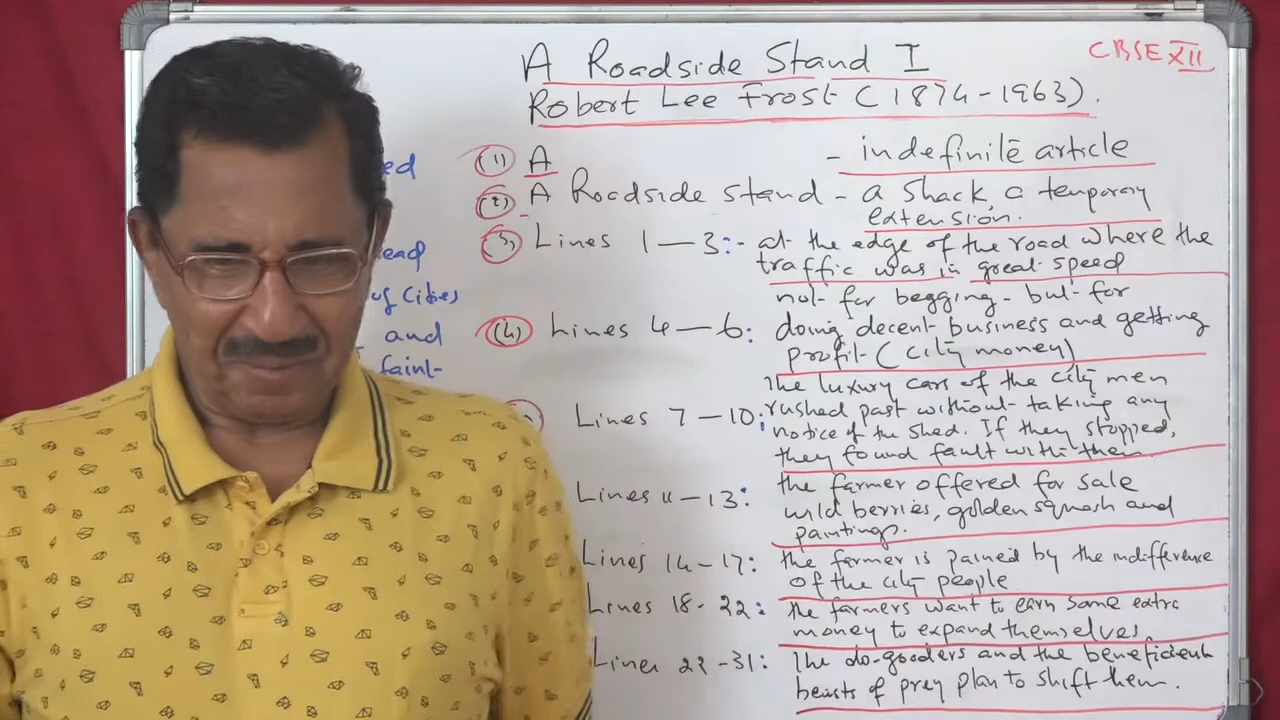 A Roadside Stand I
CBSE XII
Robert Lee Frost (1874-1963).
(1) A - indefinite article
(2) A Roadside stand - a shack, a temporary
extension.
(3) Lines 1-3:- at the edge of the road where the
traffic was in great speed
not for begging - but for
(4) Lines 4-6: doing decent business and getting
profit (city money)
The luxury cars of the city men
Lines 7-10: rushed past without taking any
notice of the shed. If they stopped,
they found fault with them.
Lines 11-13: the farmer offered for sale
wild berries, golden squash and
paintings.
Lines 14-17: the farmer is pained by the indifference
of the city people
Lines 18-22: the farmers want to earn some extra
money to expand themselves.
Lines 22-31: The do-gooders and the beneficient
beasts of prey plan to shift them.
ed
ead
of cities
and
faint-